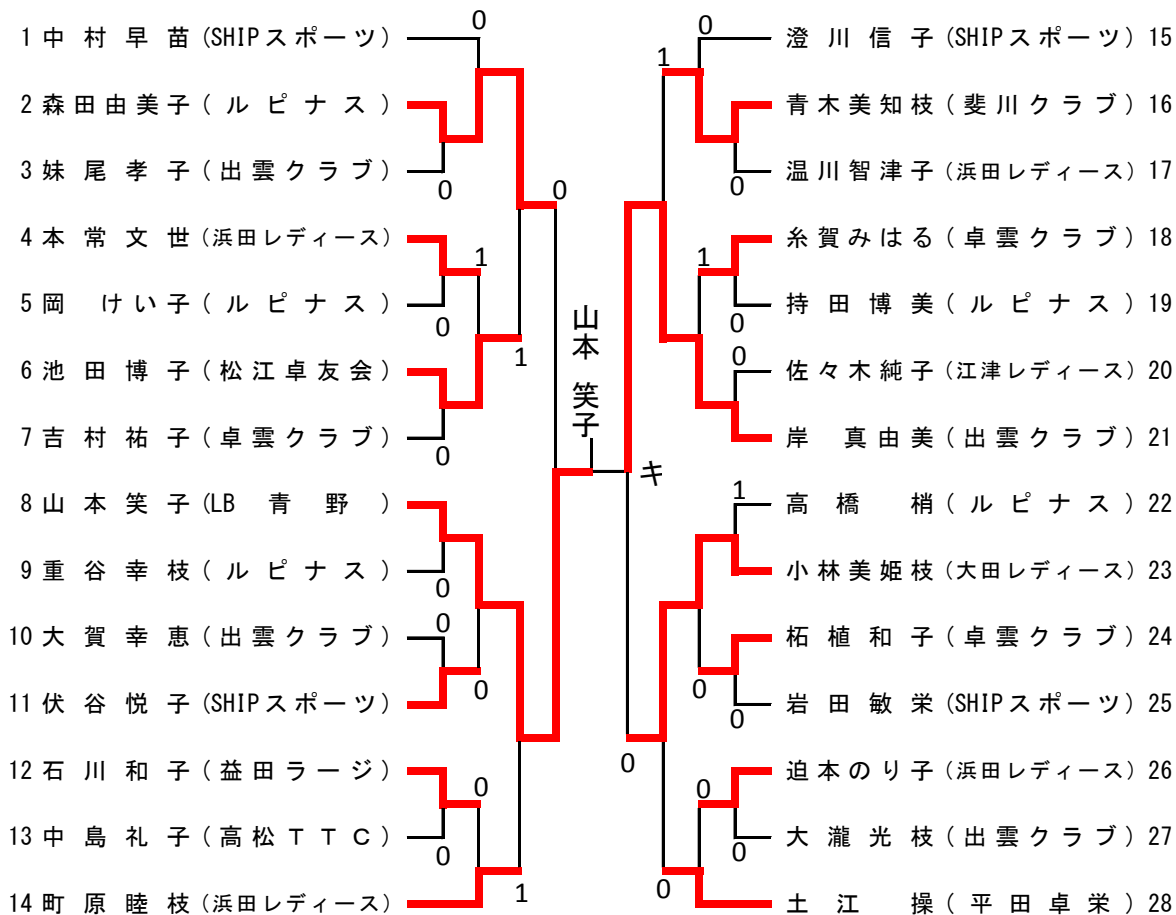 0
1 中村早苗 (SHIPスポーツ)
2 森田由美子 (ルピナス)
3 妹尾孝子 (出雲クラブ)
0
0
4 本常文世 (浜田レディース)
1
5 岡 けい子 (ルピナス)
0
1
6 池田博子 (松江卓友会)
7 吉村祐子 (卓雲クラブ)
0
8 山本笑子 (LB 青野)
9 重谷幸枝 (ルピナス)
0
0
10 大賀幸恵 (出雲クラブ)
0
11 伏谷悦子 (SHIPスポーツ)
12 石川和子 (益田ラージ)
0
13 中島礼子 (高松TTC)
0
14 町原睦枝 (浜田レディース)
1
山本 笑子
キ
0
澄川信子 (SHIPスポーツ) 15
1
青木美知枝 (斐川クラブ) 16
温川智津子 (浜田レディース) 17
0
糸賀みはる (卓雲クラブ) 18
1
持田博美 (ルピナス) 19
0
0
佐々木純子 (江津レディース) 20
岸 真由美 (出雲クラブ) 21
1
高橋 梢 (ルピナス) 22
小林美姫枝 (大田レディース) 23
柘植和子 (卓雲クラブ) 24
0
岩田敏栄 (SHIPスポーツ) 25
0
0
迫本のり子 (浜田レディース) 26
0
大瀧光枝 (出雲クラブ) 27
0
土江 操 (平田卓栄) 28
0